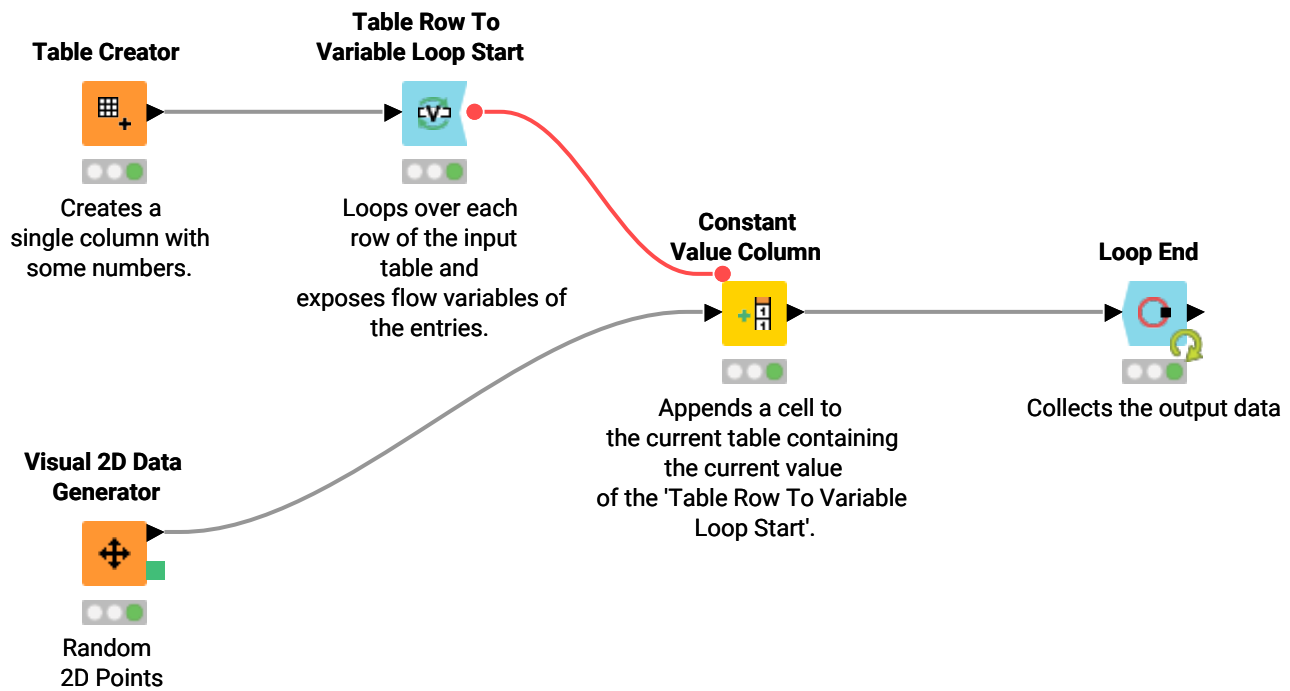 Table Creator
Creates a
single column with
some numbers.
Table Row To
Variable Loop Start
V
Loops over each
row of the input
table and
exposes flow variables of
the entries.
Constant
Value Column
1
1
Appends a cell to
the current table containing
the current value
of the 'Table Row To Variable
Loop Start'.
Loop End
Collects the output data
Visual 2D Data
Generator
Random
2D Points